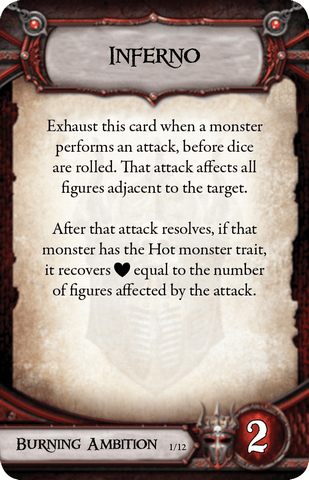 Inferno
Exhaust this card when a monster
performs an attack, before dice
are rolled. That attack affects all
figures adjacent to the target.
After that attack resolves, if that
monster has the Hot monster trait,
it recovers ♥ equal to the number
of figures affected by the attack.
Burning Ambition 1/12
2